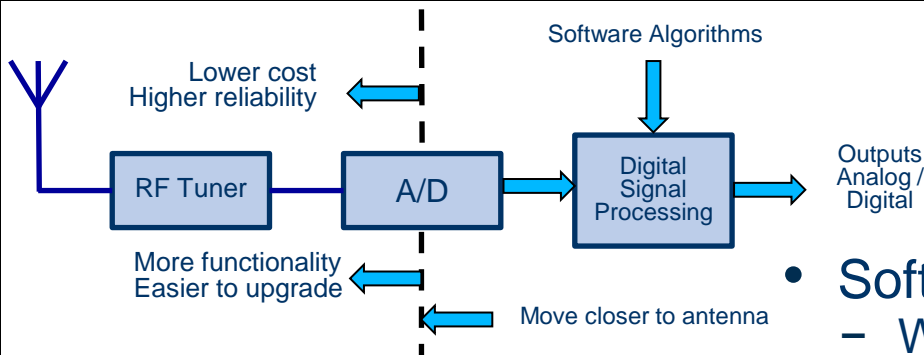 Software Algorithms
Lower cost
Higher reliability
RF Tuner
A/D
Digital
Signal
Processing
Outputs
Analog /
Digital
More functionality
Easier to upgrade
Move closer to antenna
• Soft
– W